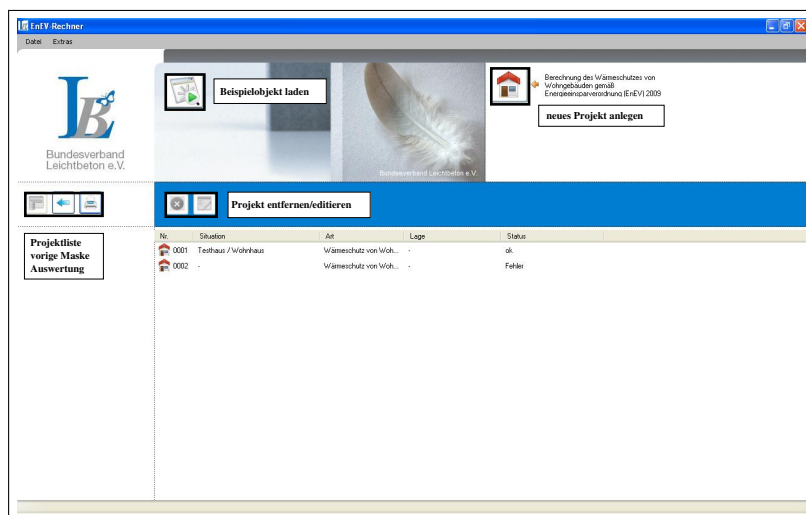 EnEV-Rechner
Datei Extras
Beispielobjekt laden
Berechnung des Wärmeschutzes von
Wohngebäuden gemäß
Energieeinsparverordnung (EnEV) 2009
neues Projekt anlegen
LB
Bundesverband
Leichtbeton e.V.
Bundesverband Leichtbeton e.V.
Projekt entfernen/editieren
Projektliste
vorige Maske
Auswertung
Nr. Situation Art Lage Status
0001 Testhaus / Wohnhaus Wärmeschutz von Woh... - ok
0002 - Wärmeschutz von Woh... - Fehler